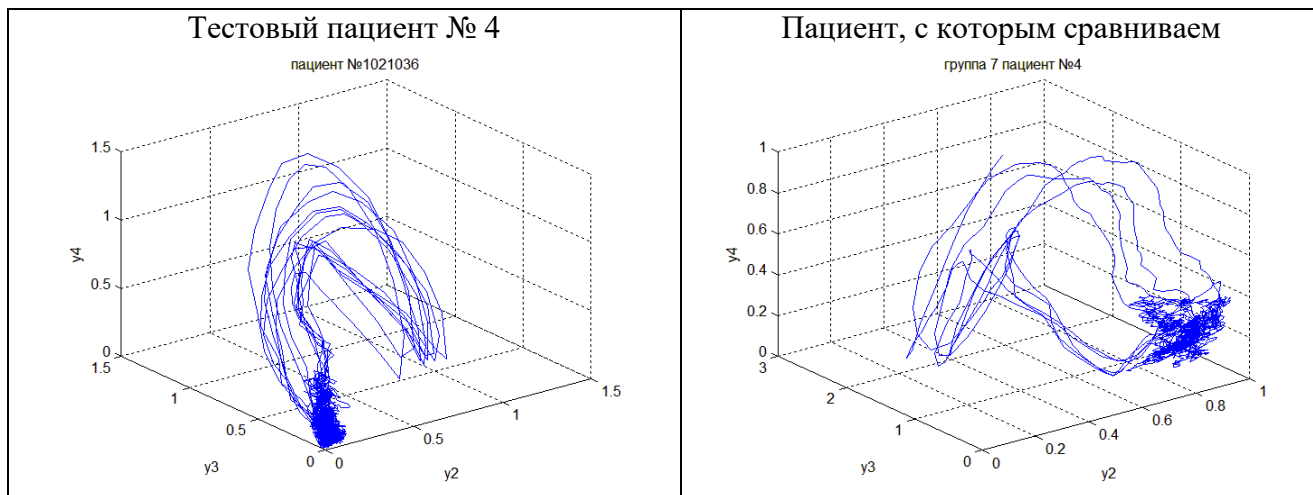 Тестовый пациент № 4
Пациент, с которым сравниваем
пациент №1021036
1.5
1
0.5
0
y4
1.5
1
0.5
0
y3
0
0.5
1
1.5
y2
группа 7 пациент №4
1
0.8
0.6
0.4
0.2
0
y4
3
2
1
0
y3
0
0.2
0.4
0.6
0.8
1
y2